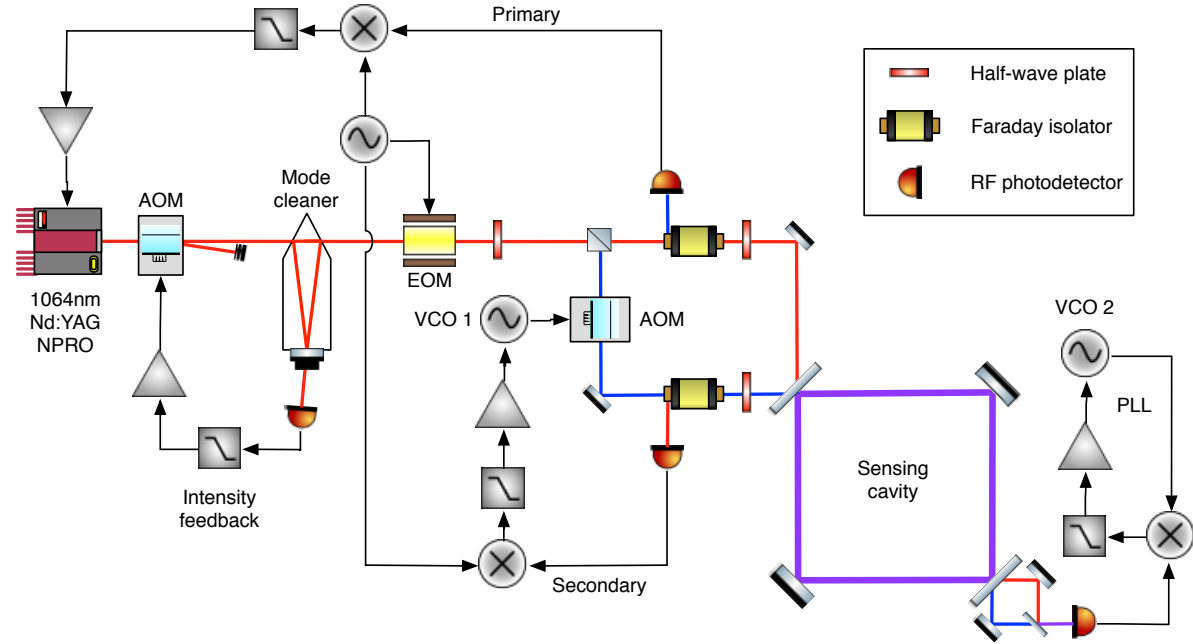 Primary
Half-wave plate
Faraday isolator
RF photodetector
AOM
Mode
cleaner
1064nm
Nd:YAG
NPRO
EOM
VCO 1
AOM
VCO 2
PLL
Intensity
feedback
Sensing
cavity
Secondary